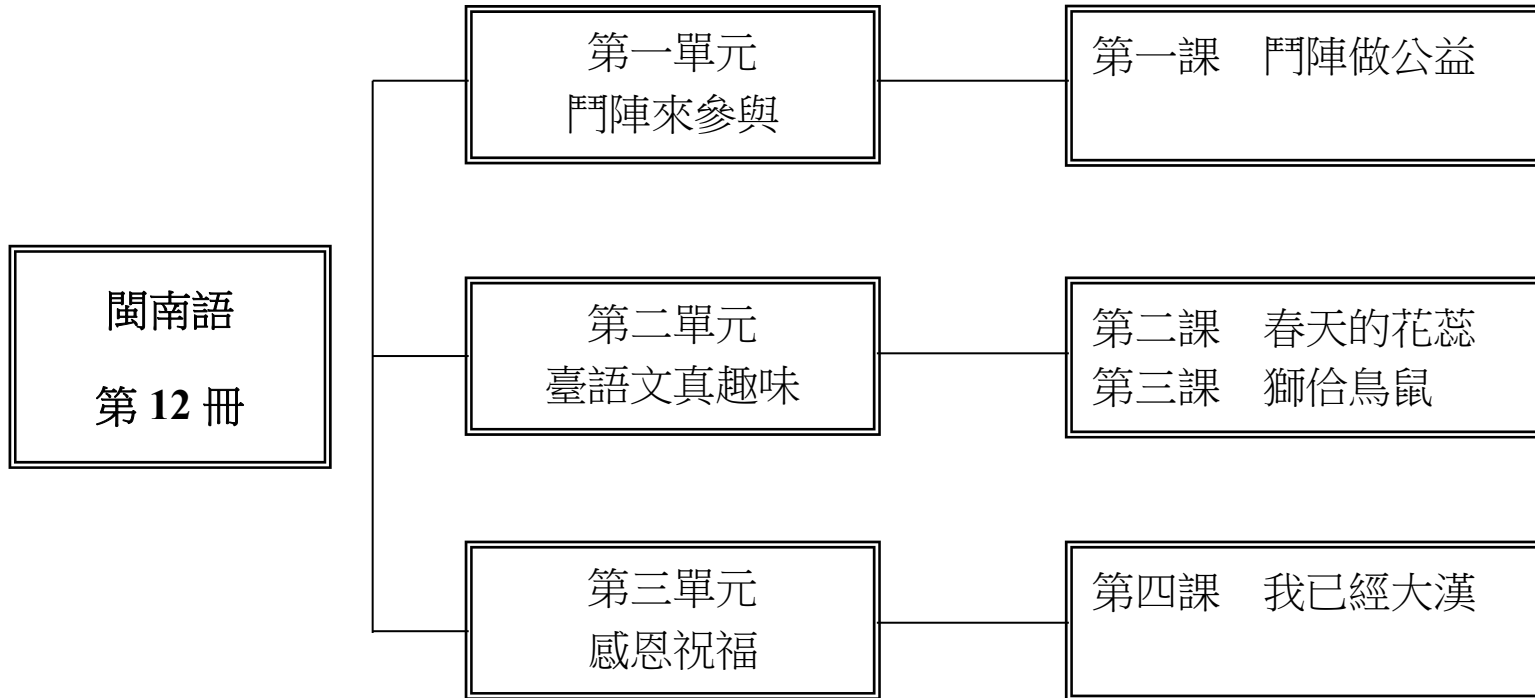 閩南語
第 12 冊
第一單元
鬥陣來參與
第一課　鬥陣做公益
第二單元
臺語文真趣味
第二課　春天的花蕊
第三課　獅佮鳥鼠
第三單元
感恩祝福
第四課　我已經大漢